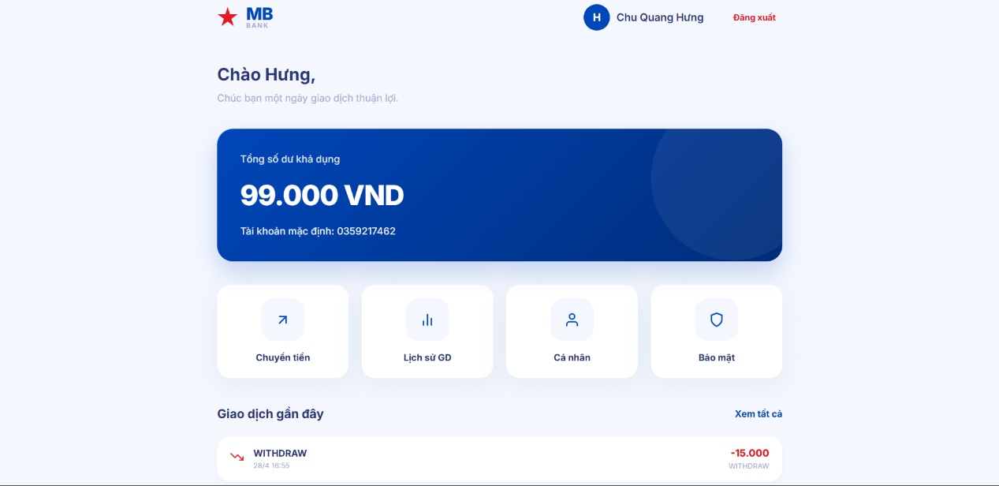 MB
BANK
H
Chu Quang Hưng
Đăng xuất
Chào Hưng,
Chúc bạn một ngày giao dịch thuận lợi.
Tổng số dư khả dụng
99.000 VND
Tài khoản mặc định: 0359217462
Chuyển tiền
Lịch sử GD
Cá nhân
Bảo mật
Giao dịch gần đây
Xem tất cả
WITHDRAW
-15.000
28/4 16:55
WITHDRAW